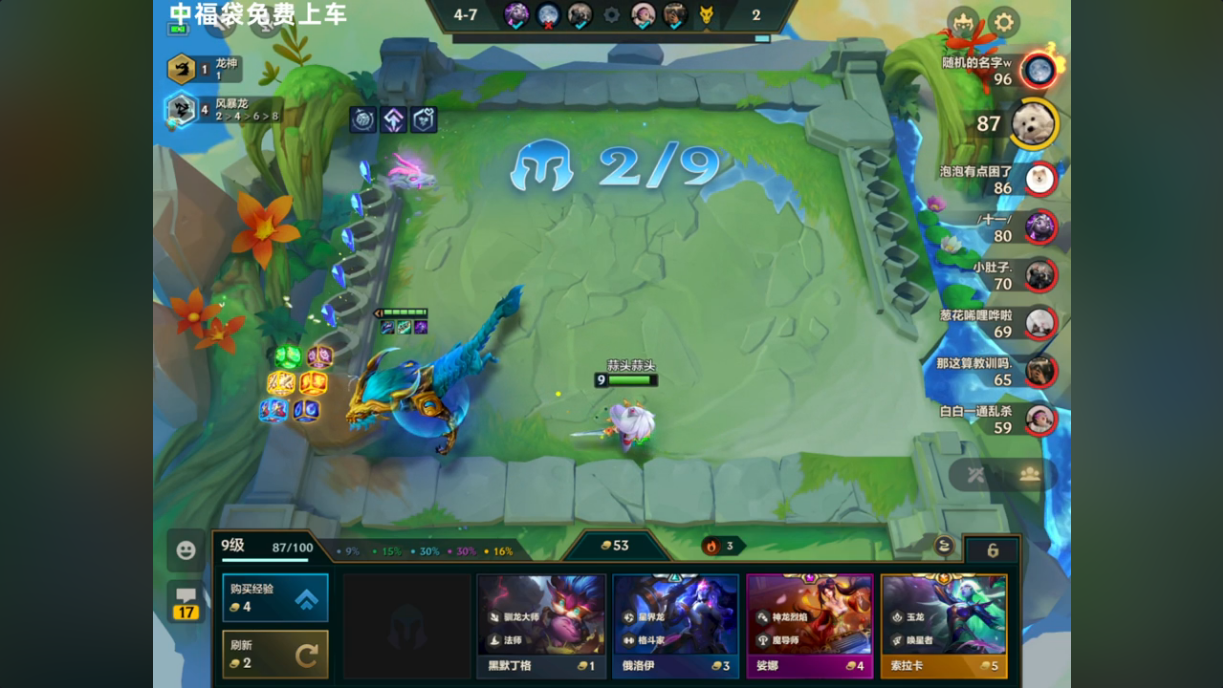 中福袋免费上车
4-7
2
1
龙神
1
4
风暴龙
2 > 4 > 6 > 8
2/9
随机的名字w
96
87
泡泡有点困了
86
/十一/
80
小肚子.
70
葱花唏哩哗啦
69
那这算教训吗.
65
白白一通乱杀
59
蒜头蒜头
9
9级
87/100
9%
15%
30%
30%
16%
53
3
6
购买经验
4
刷新
2
17
驯龙大师
法师
黑默丁格
1
星界龙
格斗家
俄洛伊
3
神龙烈焰
魔导师
娑娜
4
玉龙
唤星者
索拉卡
5